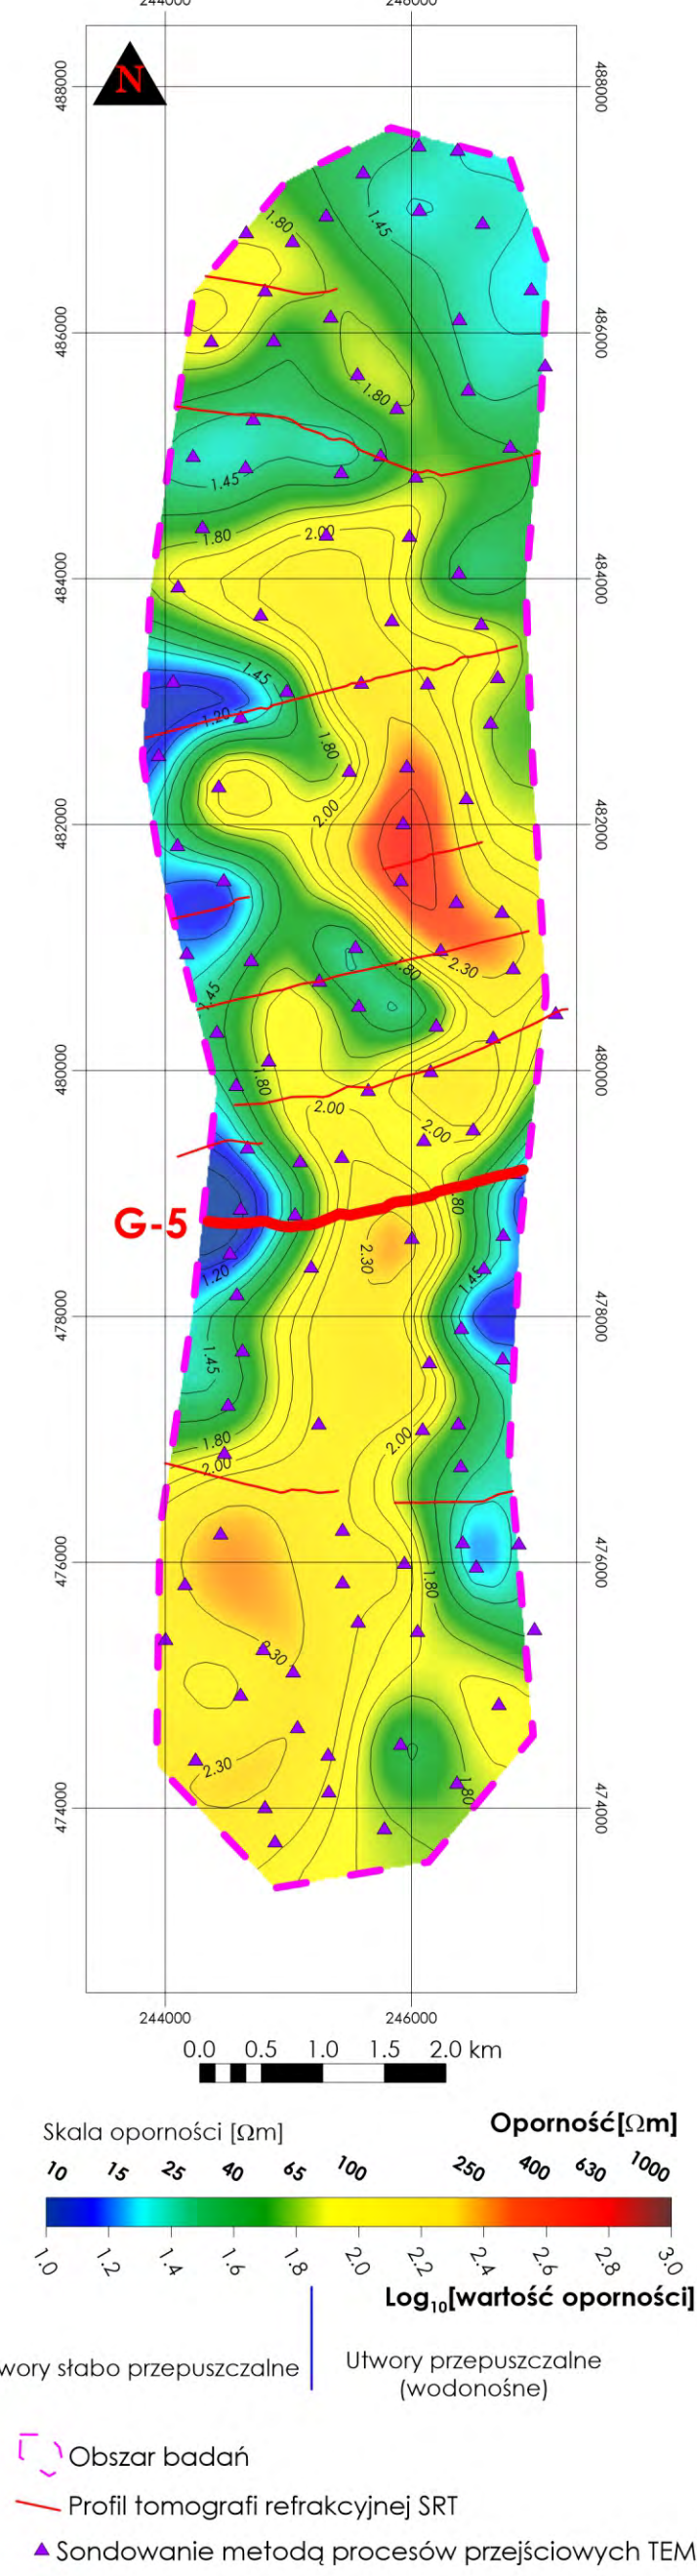 244000 246000
N
488000 488000
1.80
1.45
486000 486000
1.80
1.45
1.80
2.00
484000 484000
1.45
1.20
1.80
2.00
482000 482000
2.30
1.80
1.45
480000 480000
1.80
2.00
2.00
G-5
1.80
2.30
1.45
1.20
478000 478000
1.45
1.80
2.00
2.00
476000 476000
1.80
2.30
2.30
1.80
474000 474000
244000 246000
0.0 0.5 1.0 1.5 2.0 km
Skala oporności [Ωm] Oporność[Ωm]
10 15 25 40 65 100 250 400 630 1000
1.0 1.2 1.4 1.6 1.8 2.0 2.2 2.4 2.6 2.8 3.0
Log10[wartość oporności]
wory słabo przepuszczalne
Utwory przepuszczalne
(wodonośne)
Obszar badań
Profil tomografi refrakcyjnej SRT
Sondowanie metodą procesów przejściowych TEM